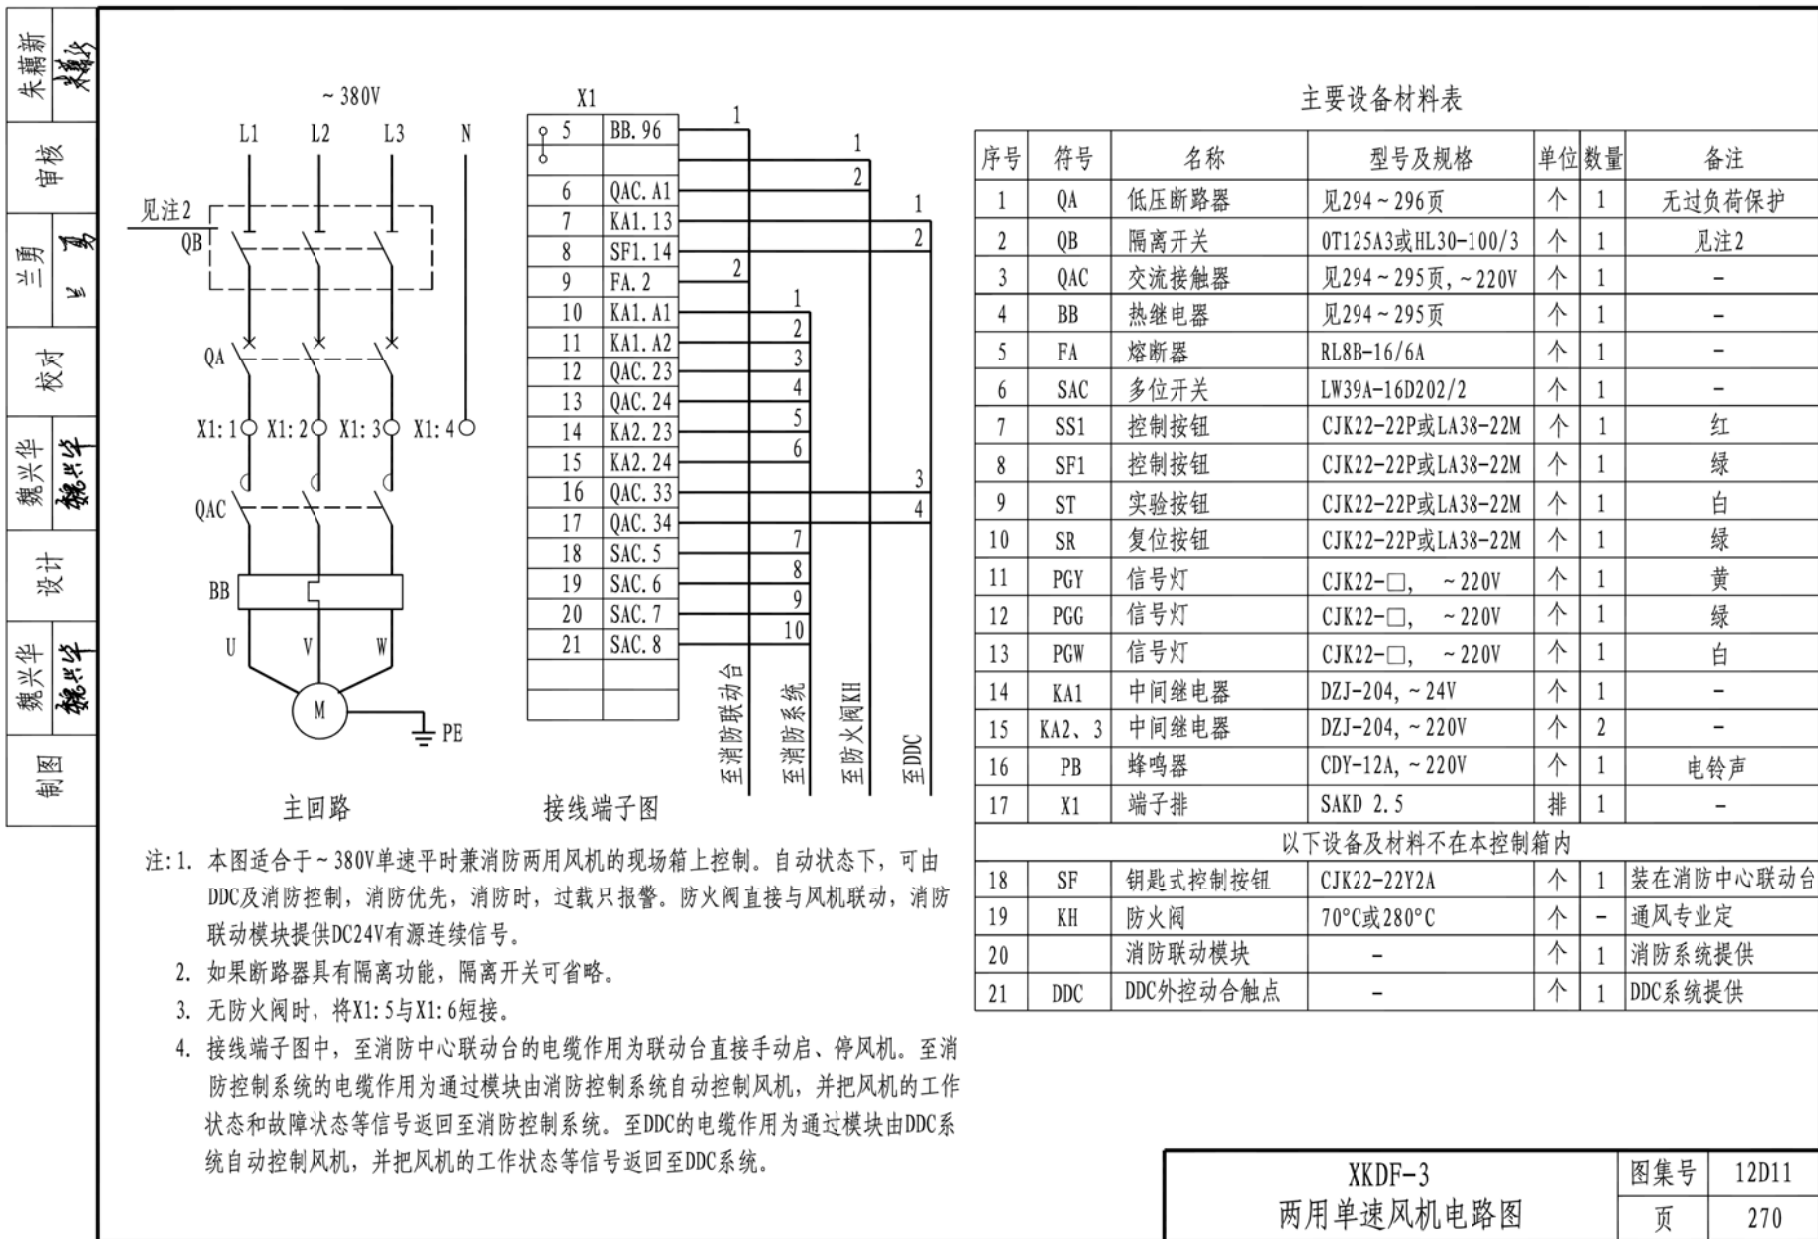 朱藕新
审核
兰勇
校对
魏兴华
设计
魏兴华
制图
~380V
L1 L2 L3 N
见注2
QB
QA
X1:1 X1:2 X1:3 X1:4
QAC
BB
U V W
M
PE
主回路
X1
5 BB.96 1
1
6 QAC.A1 2
7 KA1.13 1
8 SF1.14 2
9 FA.2 2
10 KA1.A1 1
11 KA1.A2 2
12 QAC.23 3
13 QAC.24 4
14 KA2.23 5
15 KA2.24 6
16 QAC.33 3
17 QAC.34 4
18 SAC.5 7
19 SAC.6 8
20 SAC.7 9
21 SAC.8 10
至消防联动台
至消防系统
至防火阀KH
至DDC
接线端子图
主要设备材料表
序号 符号 名称 型号及规格 单位 数量 备注
1 QA 低压断路器 见294~296页 个 1 无过负荷保护
2 QB 隔离开关 OT125A3或HL30-100/3 个 1 见注2
3 QAC 交流接触器 见294~295页,~220V 个 1 -
4 BB 热继电器 见294~295页 个 1 -
5 FA 熔断器 RL8B-16/6A 个 1 -
6 SAC 多位开关 LW39A-16D202/2 个 1 -
7 SS1 控制按钮 CJK22-22P或LA38-22M 个 1 红
8 SF1 控制按钮 CJK22-22P或LA38-22M 个 1 绿
9 ST 实验按钮 CJK22-22P或LA38-22M 个 1 白
10 SR 复位按钮 CJK22-22P或LA38-22M 个 1 绿
11 PGY 信号灯 CJK22-□, ~220V 个 1 黄
12 PGG 信号灯 CJK22-□, ~220V 个 1 绿
13 PGW 信号灯 CJK22-□, ~220V 个 1 白
14 KA1 中间继电器 DZJ-204,~24V 个 1 -
15 KA2、3 中间继电器 DZJ-204,~220V 个 2 -
16 PB 蜂鸣器 CDY-12A,~220V 个 1 电铃声
17 X1 端子排 SAKD 2.5 排 1 -
以下设备及材料不在本控制箱内
18 SF 钥匙式控制按钮 CJK22-22Y2A 个 1 装在消防中心联动台
19 KH 防火阀 70°C或280°C 个 - 通风专业定
20 消防联动模块 - 个 1 消防系统提供
21 DDC DDC外控动合触点 - 个 1 DDC系统提供
注:1. 本图适合于~380V单速平时兼消防两用风机的现场箱上控制。自动状态下，可由
DDC及消防控制，消防优先，消防时，过载只报警。防火阀直接与风机联动，消防
联动模块提供DC24V有源连续信号。
2. 如果断路器具有隔离功能，隔离开关可省略。
3. 无防火阀时，将X1:5与X1:6短接。
4. 接线端子图中，至消防中心联动台的电缆作用为联动台直接手动启、停风机。至消
防控制系统的电缆作用为通过模块由消防控制系统自动控制风机，并把风机的工作
状态和故障状态等信号返回至消防控制系统。至DDC的电缆作用为通过模块由DDC系
统自动控制风机，并把风机的工作状态等信号返回至DDC系统。
XKDF-3
两用单速风机电路图
图集号 12D11
页 270